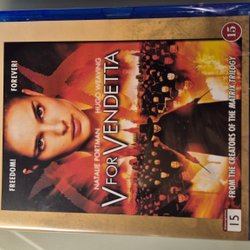 FREEDOM! FOREVER!
NATALIE PORTMAN HUGO WEAVING
V FOR VENDETTA
FROM THE CREATORS OF THE MATRIX TRILOGY
15
15